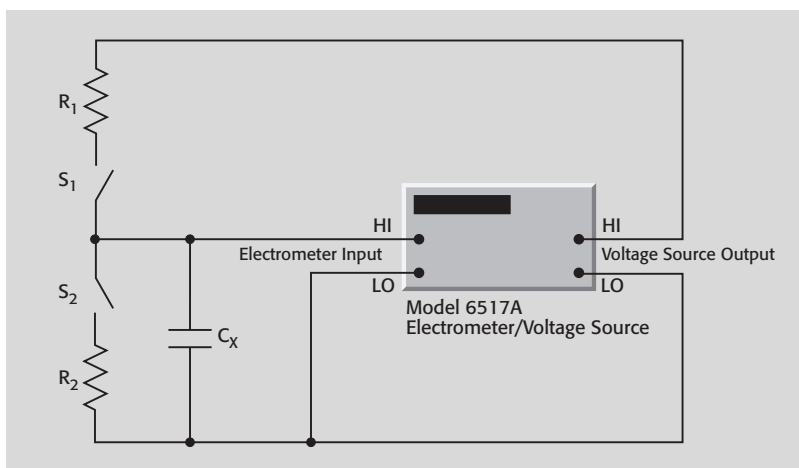 R1
S1
HI
Electrometer Input
LO
HI
Voltage Source Output
LO
S2
CX
R2
Model 6517A
Electrometer/Voltage Source